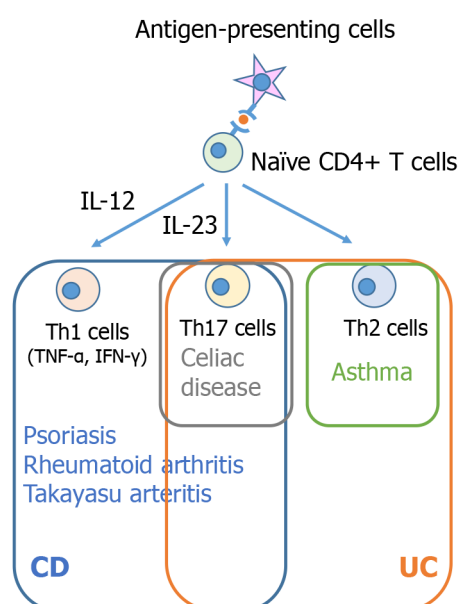 Antigen-presenting cells
Naïve CD4+ T cells
IL-12
IL-23
Th1 cells
(TNF-α, IFN-γ)
Th17 cells
Th2 cells
Celiac
disease
Asthma
Psoriasis
Rheumatoid arthritis
Takayasu arteritis
CD
UC